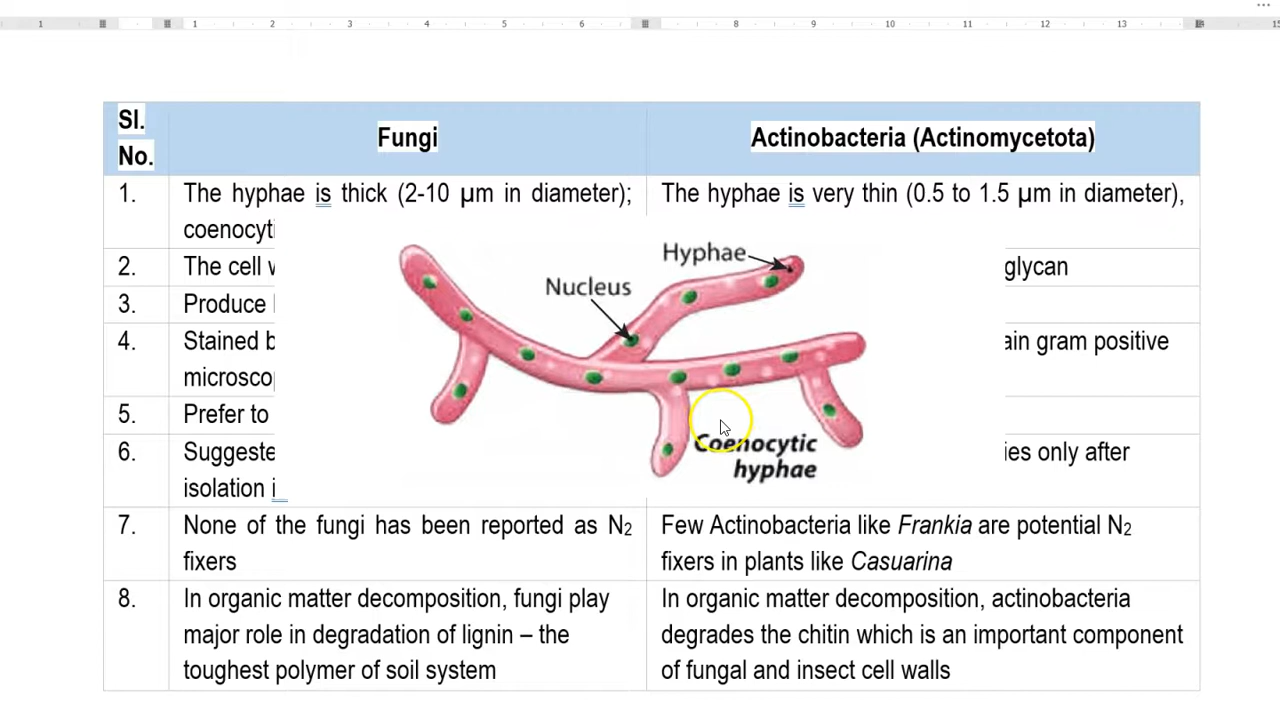 1 1 2 3 4 5 6 8 9 10 11 12 13 15
Sl.
No.
Fungi
Actinobacteria (Actinomycetota)
1.
The hyphae is thick (2-10 µm in diameter);
coenocyti
The hyphae is very thin (0.5 to 1.5 µm in diameter),
2.
The cell w
glycan
3.
Produce
4.
Stained b
microscop
ain gram positive
5.
Prefer to
6.
Suggeste
isolation i
ies only after
Hyphae
Nucleus
Coenocytic
hyphae
7.
None of the fungi has been reported as N2
fixers
Few Actinobacteria like Frankia are potential N2
fixers in plants like Casuarina
8.
In organic matter decomposition, fungi play
major role in degradation of lignin – the
toughest polymer of soil system
In organic matter decomposition, actinobacteria
degrades the chitin which is an important component
of fungal and insect cell walls